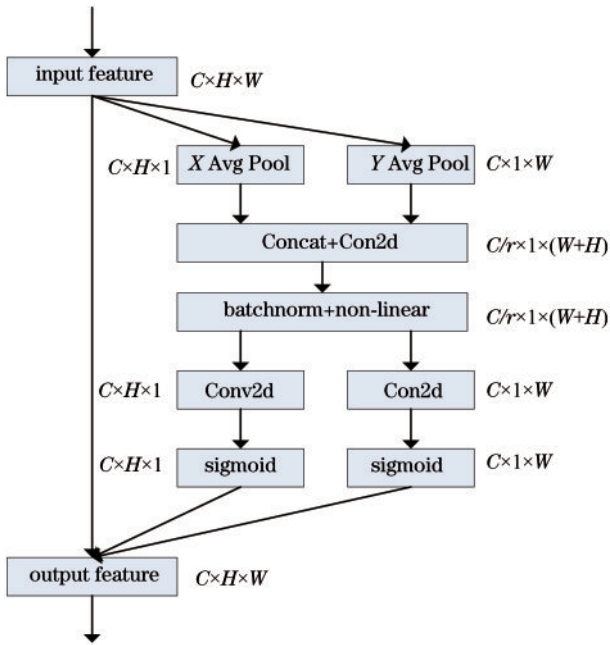 input feature
C×H×W
C×H×1
X Avg Pool
Y Avg Pool
C×1×W
Concat+Con2d
C/r×1×(W+H)
batchnorm+non-linear
C/r×1×(W+H)
C×H×1
Conv2d
Con2d
C×1×W
C×H×1
sigmoid
sigmoid
C×1×W
output feature
C×H×W